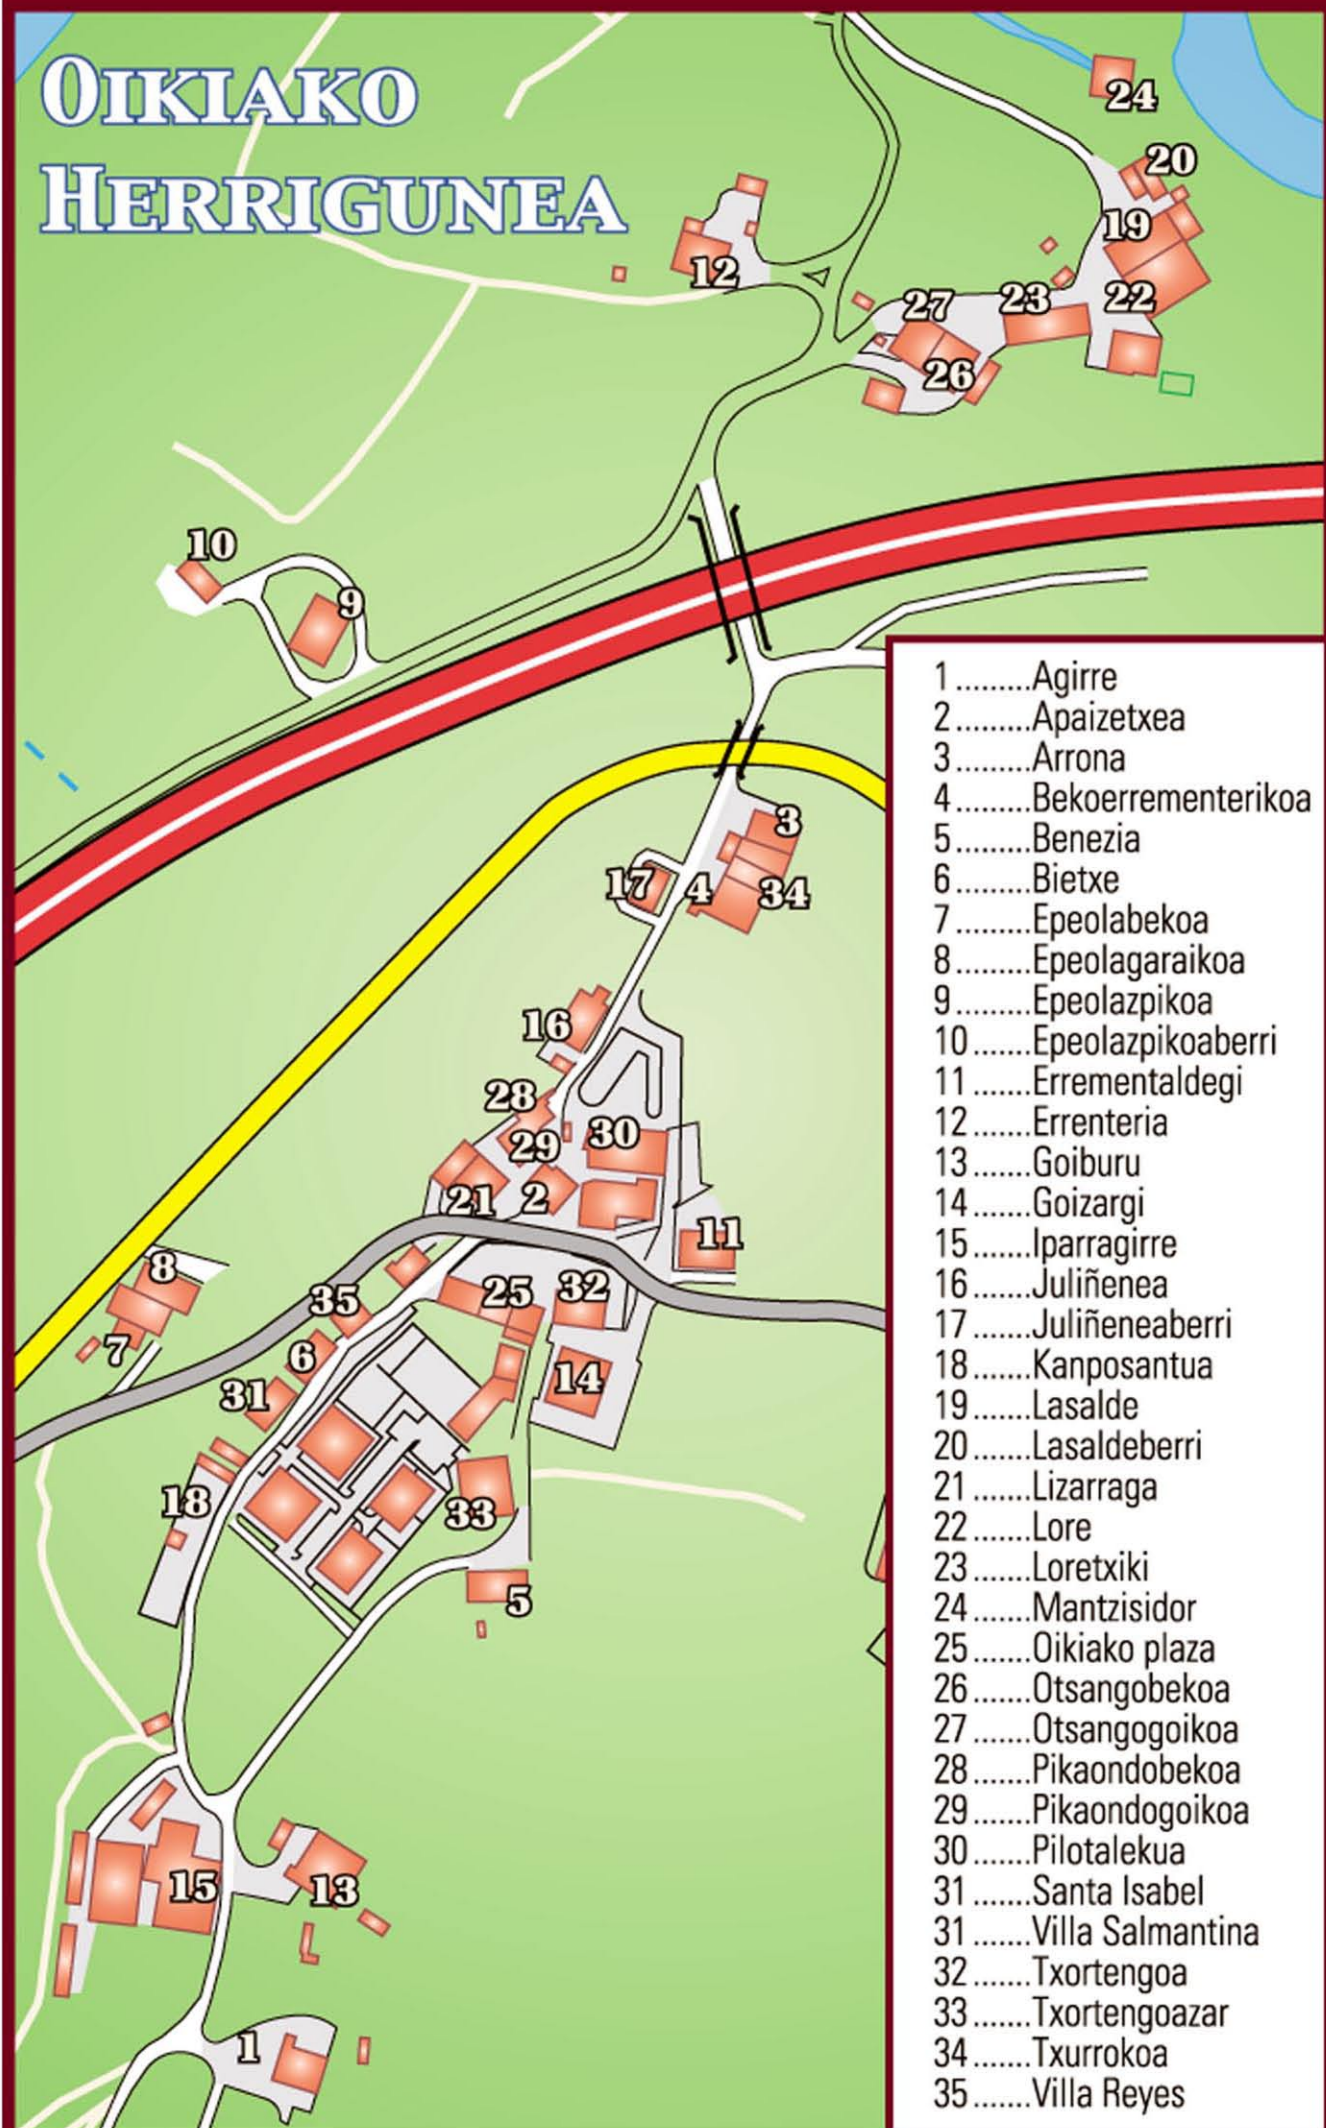 OIKIAKO
HERRIGUNEA
24
20
19
12
22
23
27
26
10
9
3
17
4
34
16
28
29
30
21
2
11
8
25
32
35
7
6
14
31
18
33
5
15
13
1
1.........Agirre
2.........Apaizetxea
3.........Arrona
4.........Bekoerrementerikoa
5.........Benezia
6.........Bietxe
7.........Epeolabekoa
8.........Epeolagaraikoa
9.........Epeolazpikoa
10.......Epeolazpikoaberri
11.......Errementaldegi
12.......Errenteria
13.......Goiburu
14.......Goizargi
15.......Iparragirre
16.......Juliñenea
17.......Juliñeneaberri
18.......Kanposantua
19.......Lasalde
20.......Lasaldeberri
21.......Lizarraga
22.......Lore
23.......Loretxiki
24.......Mantzisidor
25.......Oikiako plaza
26.......Otsangobekoa
27.......Otsangogoikoa
28.......Pikaondobekoa
29.......Pikaondogoikoa
30.......Pilotalekua
31.......Santa Isabel
31.......Villa Salmantina
32.......Txortengoa
33.......Txortengoazar
34.......Txurrokoa
35.......Villa Reyes